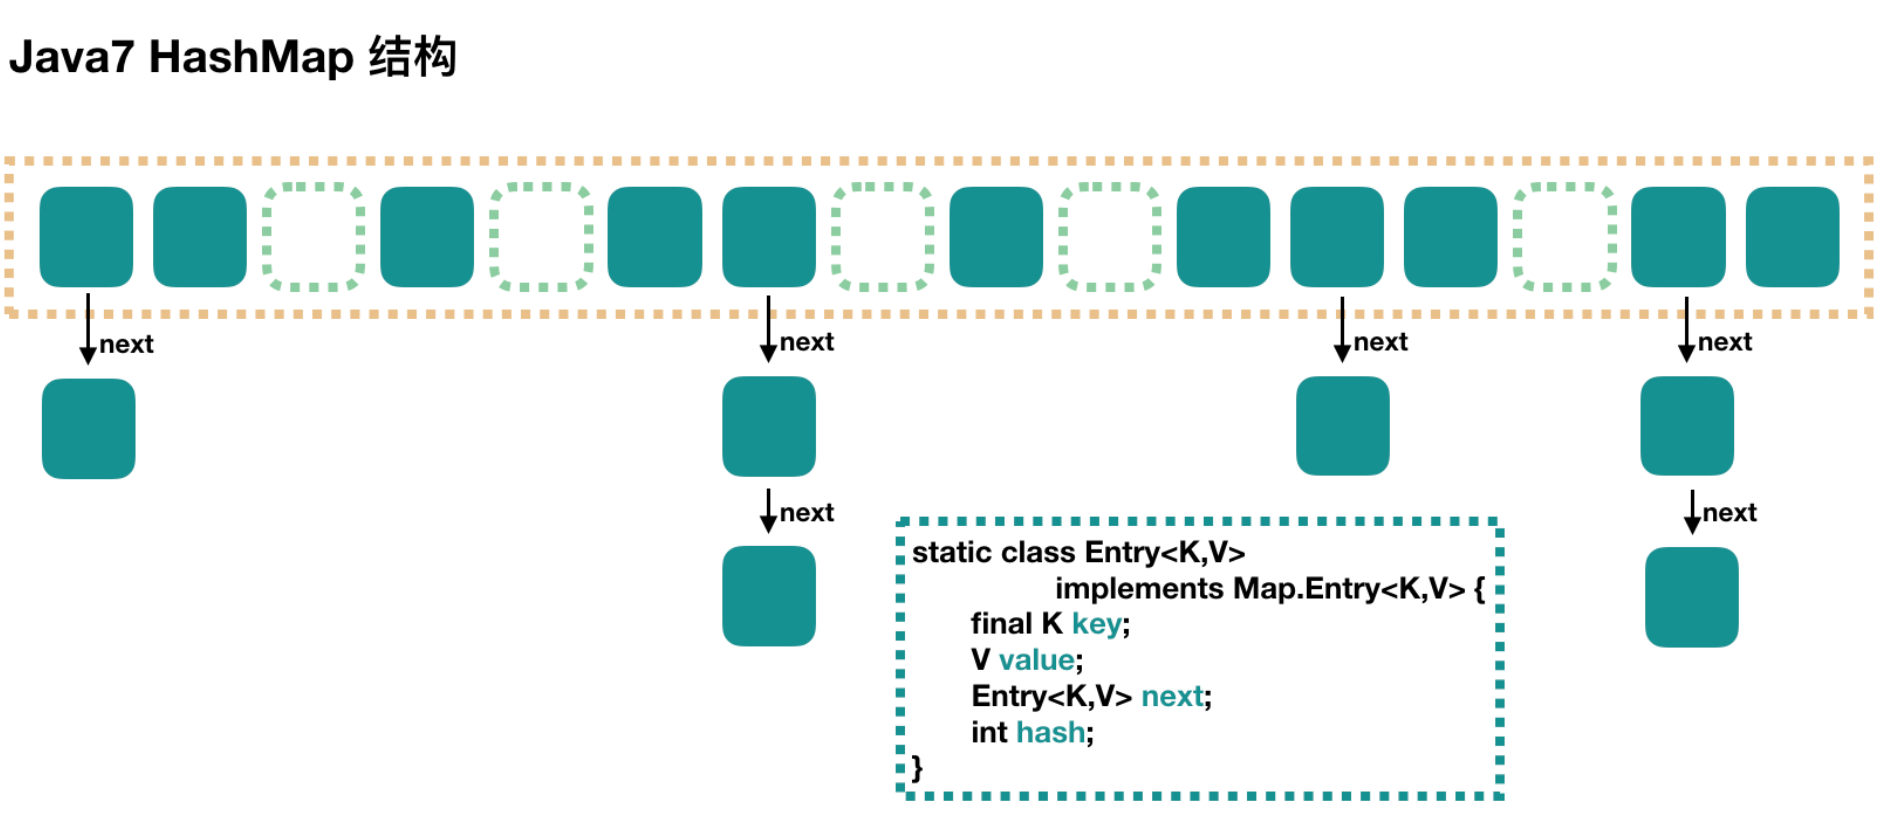 Java7 HashMap 结构
next
next
next
next
next
next
static class Entry<K,V>
implements Map.Entry<K,V> {
final K key;
V value;
Entry<K,V> next;
int hash;
}